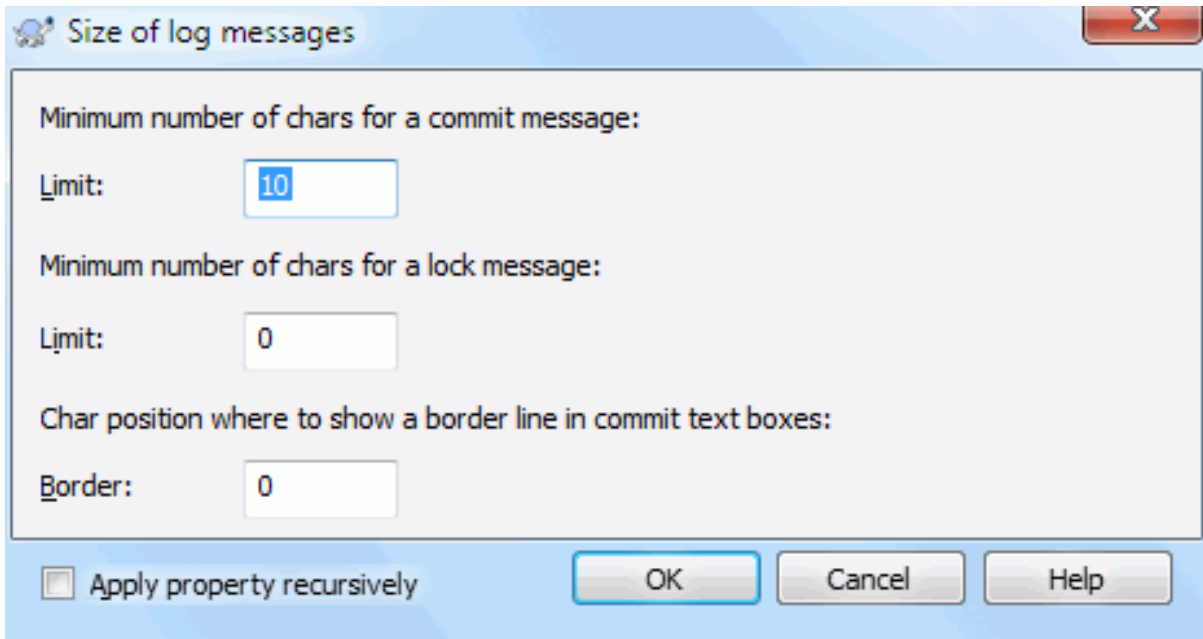 Size of log messages
X
Minimum number of chars for a commit message:
Limit: 10
Minimum number of chars for a lock message:
Limit: 0
Char position where to show a border line in commit text boxes:
Border: 0
Apply property recursively OK Cancel Help